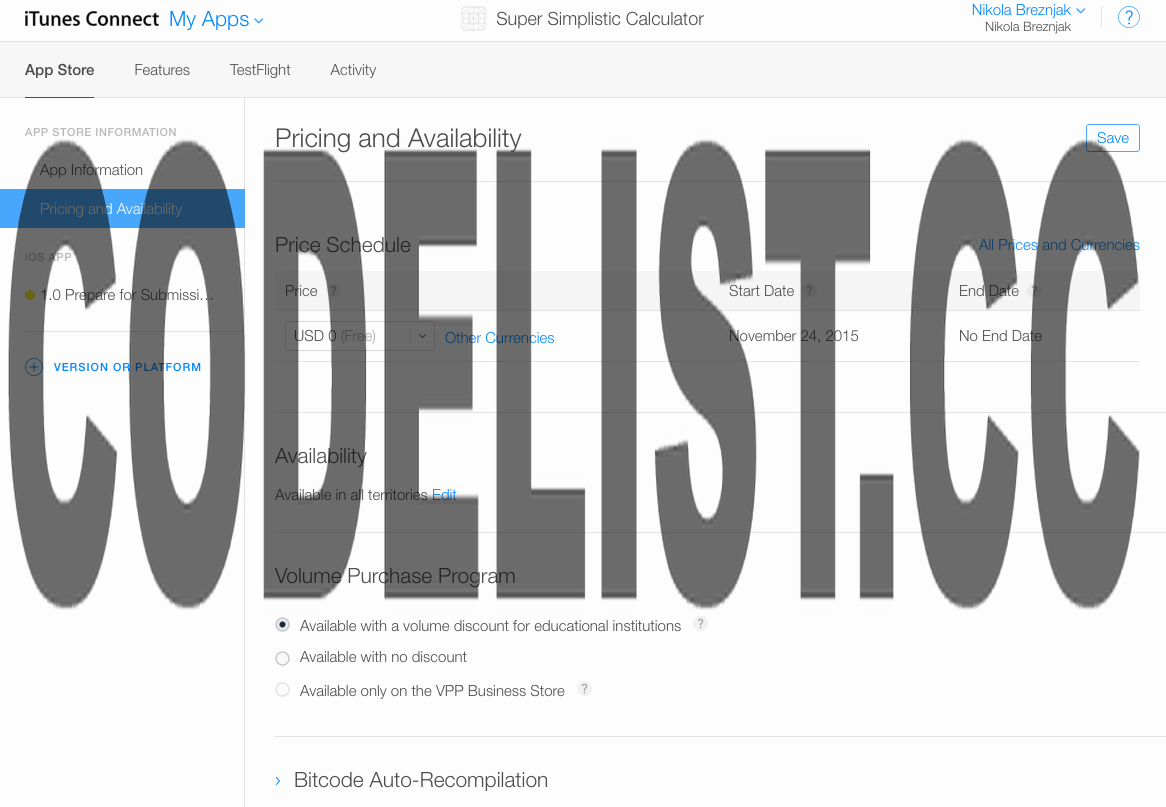 iTunes Connect My Apps
Super Simplistic Calculator
Nikola Breznjak
Nikola Breznjak
?
App Store Features TestFlight Activity
APP STORE INFORMATION
App Information
Pricing and Availability
iOS APP
1.0 Prepare for Submissi...
VERSION OR PLATFORM
Pricing and Availability
Save
Price Schedule
All Prices and Currencies
Price ? Start Date ? End Date ?
USD 0 (Free) Other Currencies November 24, 2015 No End Date
Availability
Available in all territories Edit
Volume Purchase Program
Available with a volume discount for educational institutions ?
Available with no discount
Available only on the VPP Business Store ?
Bitcode Auto-Recompilation
CODELIST.CC